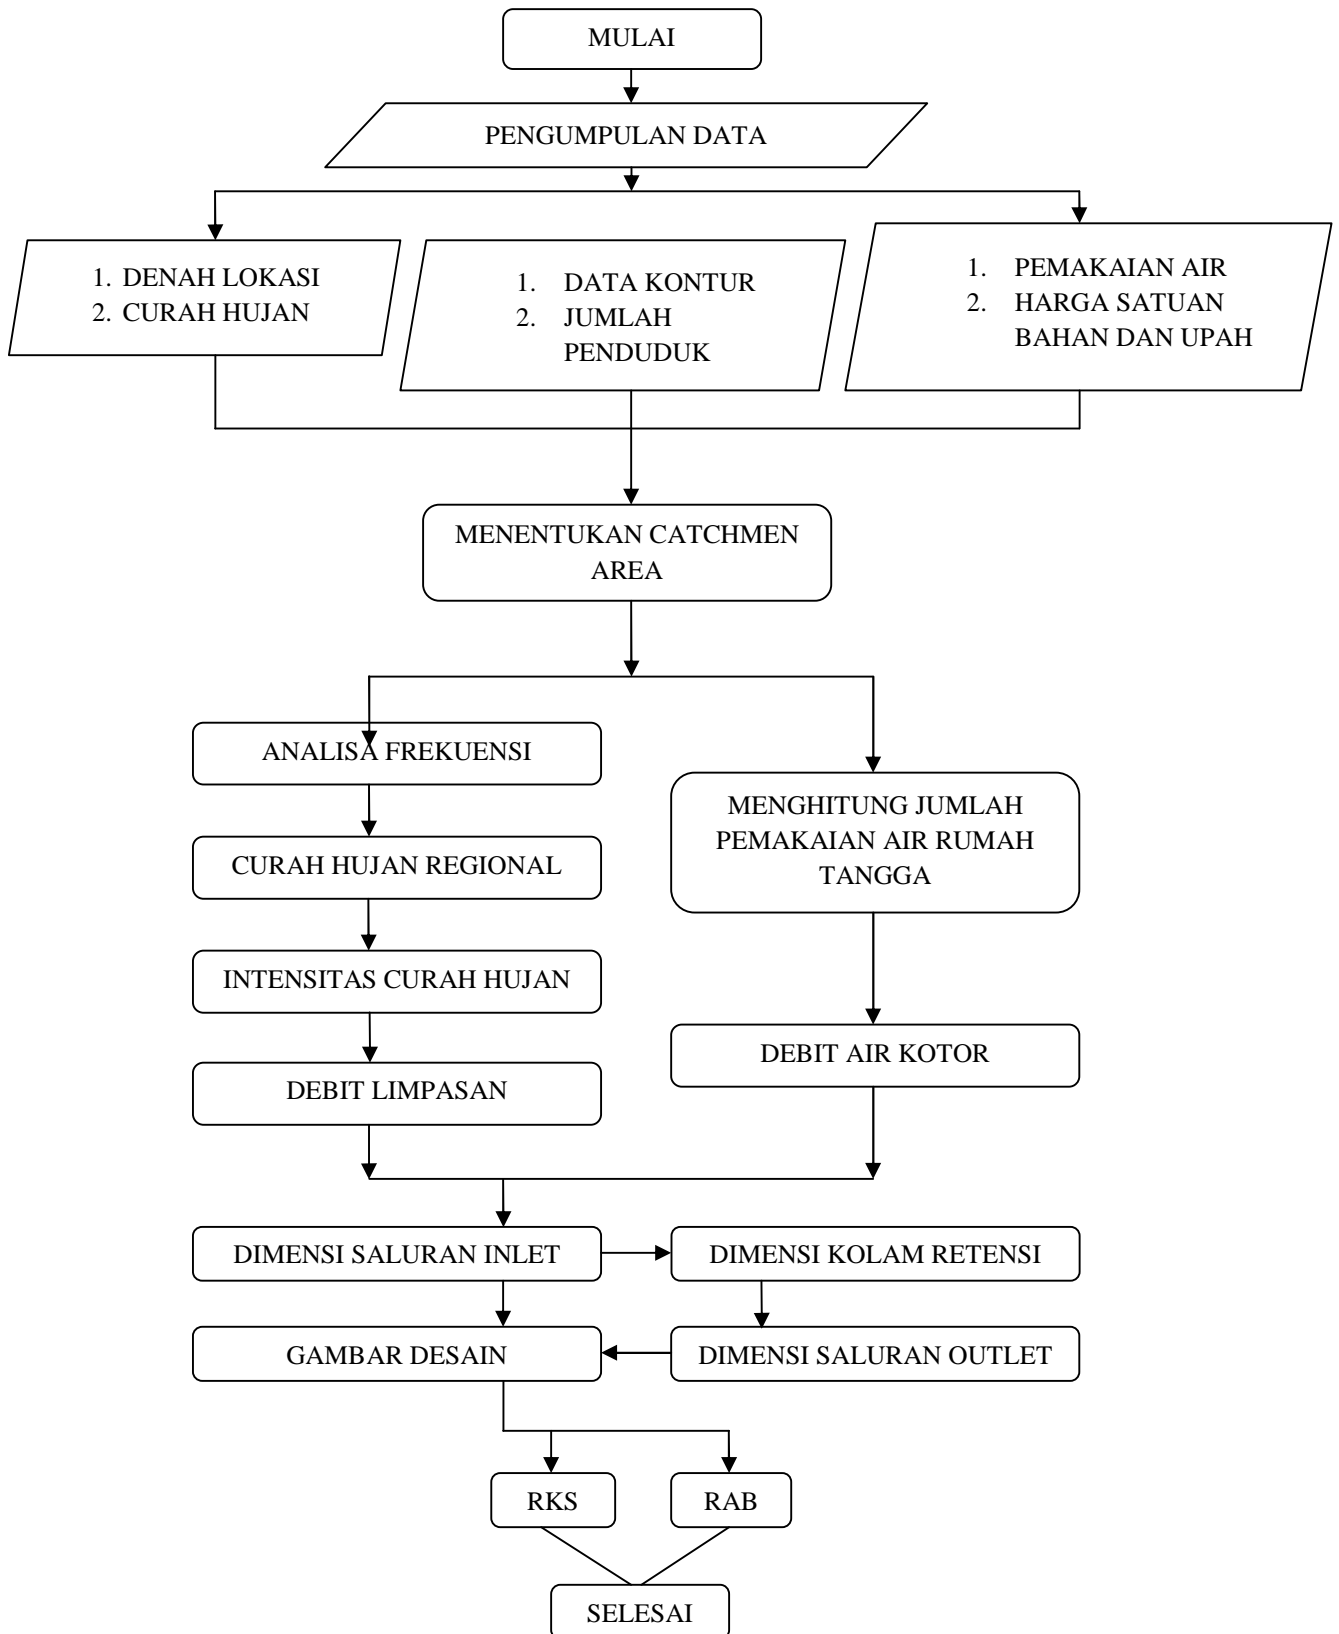 MULAI
PENGUMPULAN DATA
1. DENAH LOKASI
2. CURAH HUJAN
1. DATA KONTUR
2. JUMLAH
PENDUDUK
1. PEMAKAIAN AIR
2. HARGA SATUAN
BAHAN DAN UPAH
MENENTUKAN CATCHMEN
AREA
ANALISA FREKUENSI
CURAH HUJAN REGIONAL
INTENSITAS CURAH HUJAN
DEBIT LIMPASAN
MENGHITUNG JUMLAH
PEMAKAIAN AIR RUMAH
TANGGA
DEBIT AIR KOTOR
DIMENSI SALURAN INLET
DIMENSI KOLAM RETENSI
GAMBAR DESAIN
DIMENSI SALURAN OUTLET
RKS
RAB
SELESAI